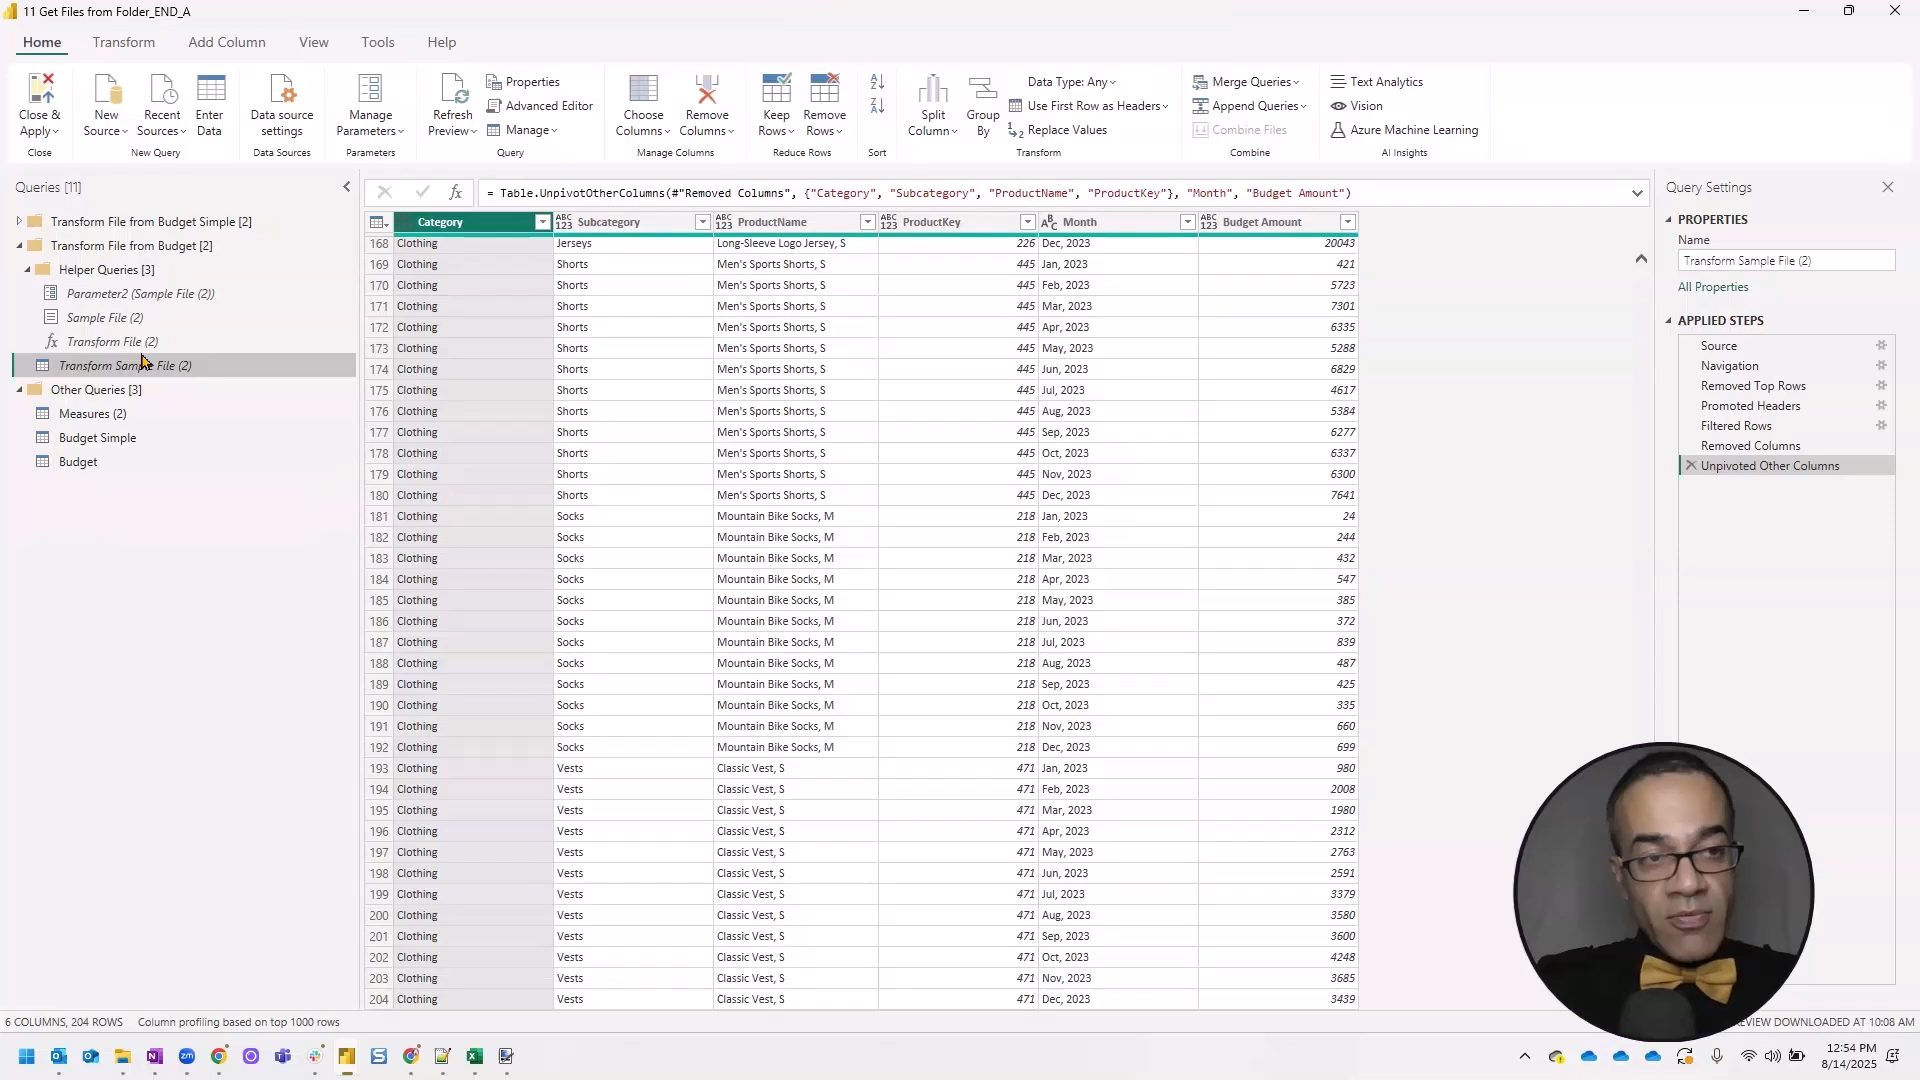 11 Get Files from Folder_END_A
Home Transform Add Column View Tools Help
Close & Apply
New Source
Recent Sources
Enter Data
Data source settings
Manage Parameters
Refresh Preview
Properties
Advanced Editor
Manage
Choose Columns
Remove Columns
Keep Rows
Remove Rows
Split Column
Group By
Data Type: Any
Use First Row as Headers
Replace Values
Merge Queries
Append Queries
Combine Files
Text Analytics
Vision
Azure Machine Learning
Close New Query Data Sources Parameters Query Manage Columns Reduce Rows Sort Transform Combine AI Insights
Queries [11]
Transform File from Budget Simple [2]
Transform File from Budget [2]
Helper Queries [3]
Parameter2 (Sample File (2))
Sample File (2)
fx Transform File (2)
Transform Sample File (2)
Other Queries [3]
Measures (2)
Budget Simple
Budget
fx = Table.UnpivotOtherColumns(#"Removed Columns", {"Category", "Subcategory", "ProductName", "ProductKey"}, "Month", "Budget Amount")
Category ABC 123 Subcategory ABC 123 ProductName ABC 123 ProductKey ABC Month ABC 123 Budget Amount
168 Clothing Jerseys Long-Sleeve Logo Jersey, S 226 Dec, 2023 20043
169 Clothing Shorts Men's Sports Shorts, S 445 Jan, 2023 421
170 Clothing Shorts Men's Sports Shorts, S 445 Feb, 2023 5723
171 Clothing Shorts Men's Sports Shorts, S 445 Mar, 2023 7301
172 Clothing Shorts Men's Sports Shorts, S 445 Apr, 2023 6335
173 Clothing Shorts Men's Sports Shorts, S 445 May, 2023 5288
174 Clothing Shorts Men's Sports Shorts, S 445 Jun, 2023 6829
175 Clothing Shorts Men's Sports Shorts, S 445 Jul, 2023 4617
176 Clothing Shorts Men's Sports Shorts, S 445 Aug, 2023 5384
177 Clothing Shorts Men's Sports Shorts, S 445 Sep, 2023 6277
178 Clothing Shorts Men's Sports Shorts, S 445 Oct, 2023 6337
179 Clothing Shorts Men's Sports Shorts, S 445 Nov, 2023 6300
180 Clothing Shorts Men's Sports Shorts, S 445 Dec, 2023 7641
181 Clothing Socks Mountain Bike Socks, M 218 Jan, 2023 24
182 Clothing Socks Mountain Bike Socks, M 218 Feb, 2023 244
183 Clothing Socks Mountain Bike Socks, M 218 Mar, 2023 432
184 Clothing Socks Mountain Bike Socks, M 218 Apr, 2023 547
185 Clothing Socks Mountain Bike Socks, M 218 May, 2023 385
186 Clothing Socks Mountain Bike Socks, M 218 Jun, 2023 372
187 Clothing Socks Mountain Bike Socks, M 218 Jul, 2023 839
188 Clothing Socks Mountain Bike Socks, M 218 Aug, 2023 487
189 Clothing Socks Mountain Bike Socks, M 218 Sep, 2023 425
190 Clothing Socks Mountain Bike Socks, M 218 Oct, 2023 335
191 Clothing Socks Mountain Bike Socks, M 218 Nov, 2023 660
192 Clothing Socks Mountain Bike Socks, M 218 Dec, 2023 699
193 Clothing Vests Classic Vest, S 471 Jan, 2023 980
194 Clothing Vests Classic Vest, S 471 Feb, 2023 2008
195 Clothing Vests Classic Vest, S 471 Mar, 2023 1980
196 Clothing Vests Classic Vest, S 471 Apr, 2023 2312
197 Clothing Vests Classic Vest, S 471 May, 2023 2763
198 Clothing Vests Classic Vest, S 471 Jun, 2023 2591
199 Clothing Vests Classic Vest, S 471 Jul, 2023 3379
200 Clothing Vests Classic Vest, S 471 Aug, 2023 3580
201 Clothing Vests Classic Vest, S 471 Sep, 2023 3600
202 Clothing Vests Classic Vest, S 471 Oct, 2023 4248
203 Clothing Vests Classic Vest, S 471 Nov, 2023 3685
204 Clothing Vests Classic Vest, S 471 Dec, 2023 3439
Query Settings
PROPERTIES
Name
Transform Sample File (2)
All Properties
APPLIED STEPS
Source
Navigation
Removed Top Rows
Promoted Headers
Filtered Rows
Removed Columns
Unpivoted Other Columns
6 COLUMNS, 204 ROWS Column profiling based on top 1000 rows
DOWNLOADED AT 10:08 AM
12:54 PM
8/14/2025